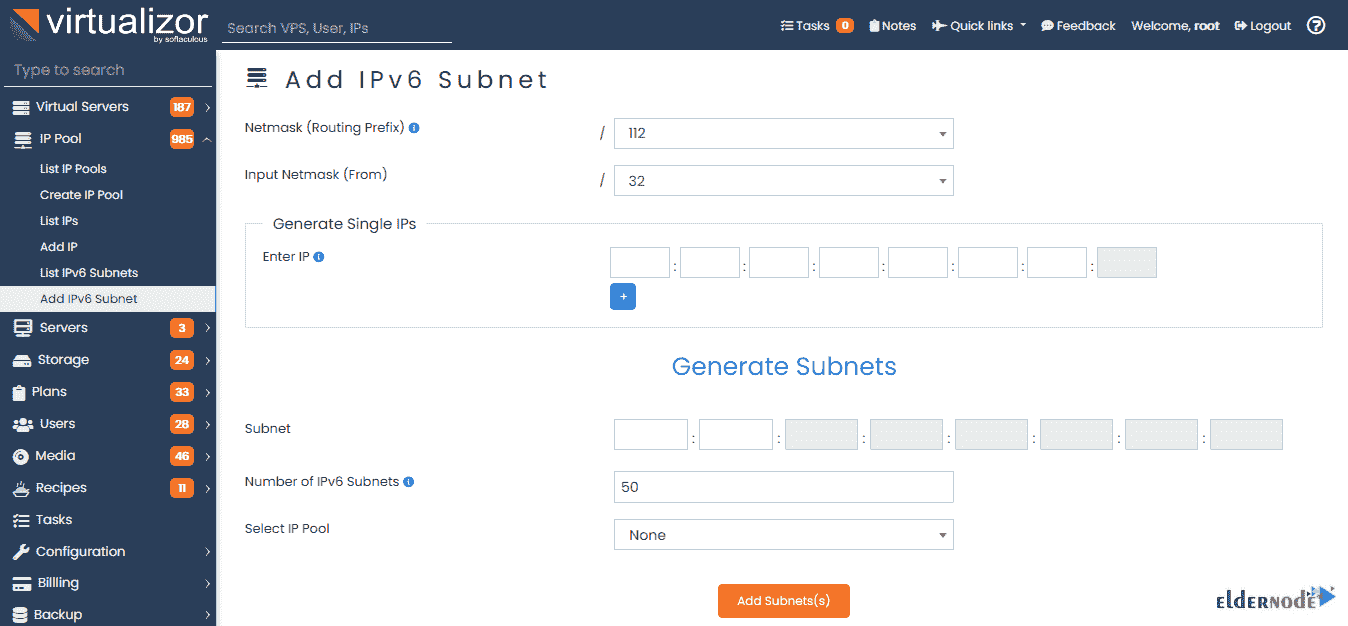 virtualizor
by softaculous
Search VPS, User, IPs
Tasks 0
Notes
Quick links
Feedback
Welcome, root
Logout
?
Type to search
Virtual Servers 187
IP Pool 985
List IP Pools
Create IP Pool
List IPs
Add IP
List IPv6 Subnets
Add IPv6 Subnet
Servers 3
Storage 24
Plans 33
Users 28
Media 46
Recipes 11
Tasks
Configuration
Billling
Backup
Add IPv6 Subnet
Netmask (Routing Prefix) i / 112
Input Netmask (From) / 32
Generate Single IPs
Enter IP i : : : : : : :
+
Generate Subnets
Subnet : : : : : : :
Number of IPv6 Subnets i 50
Select IP Pool None
Add Subnets(s)
ELDERNODE